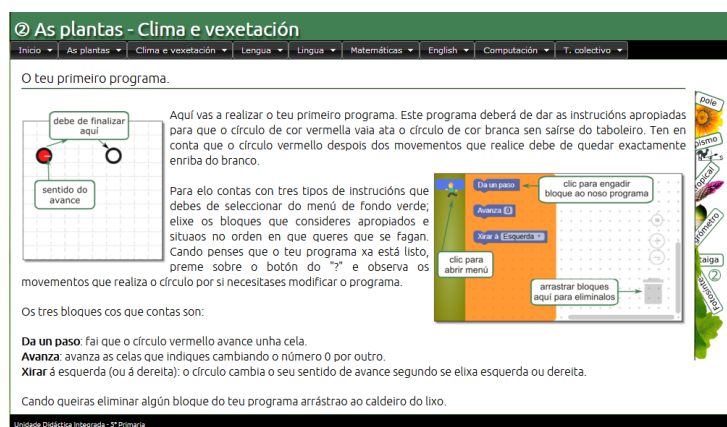 ② As plantas - Clima e vexetación
Inicio As plantas Clima e vexetación Lengua Lingua Matemáticas English Computación T. colectivo
O teu primeiro programa.
debe de finalizar
aquí
sentido do
avance
Aquí vas a realizar o teu primeiro programa. Este programa deberá de dar as instrucións apropiadas
para que o círculo de cor vermella vaia ata o círculo de cor branca sen saírse do taboleiro. Ten en
conta que o círculo vermello despois dos movementos que realice debe de quedar exactamente
enriba do branco.
Para elo contas con tres tipos de instrucións que
debes de seleccionar do menú de fondo verde;
elixe os bloques que consideres apropiados e
situaos no orden en que queres que se fagan.
Cando penses que o teu programa xa está listo,
preme sobre o botón do "?" e observa os
movementos que realiza o círculo por si necesitases modificar o programa.
Da un paso
clic para engadir
bloque ao noso programa
Avanza 0
Xirar á Esquerda
clic para
abrir menú
arrastrar bloques
aquí para eliminalos
Os tres bloques cos que contas son:
Da un paso: fai que o círculo vermello avance unha cela.
Avanza: avanza as celas que indiques cambiando o número 0 por outro.
Xirar á esquerda (ou á dereita): o círculo cambia o seu sentido de avance segundo se elixa esquerda ou dereita.
Cando queiras eliminar algún bloque do teu programa arrástrao ao caldeiro do lixo.
pole
taiga
②
Unidade Didáctica Integrada - 5º Primaria